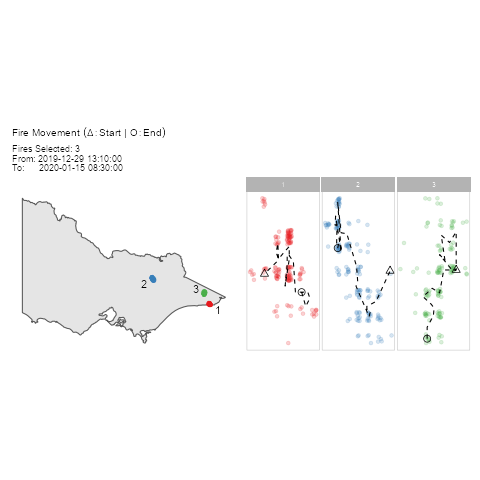 Fire Movement (Δ: Start | O: End)
Fires Selected: 3
From: 2019-12-29 13:10:00
To: 2020-01-15 08:30:00
1 2 3
2
3
1